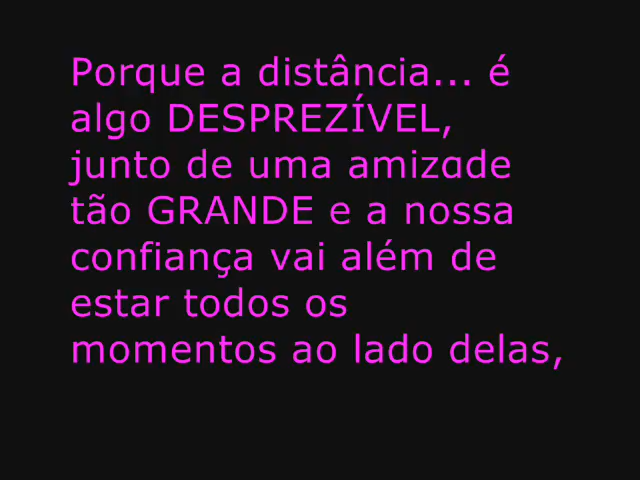 Porque a distância... é
algo DESPREZÍVEL,
junto de uma amizade
tão GRANDE e a nossa
confiança vai além de
estar todos os
momentos ao lado delas,